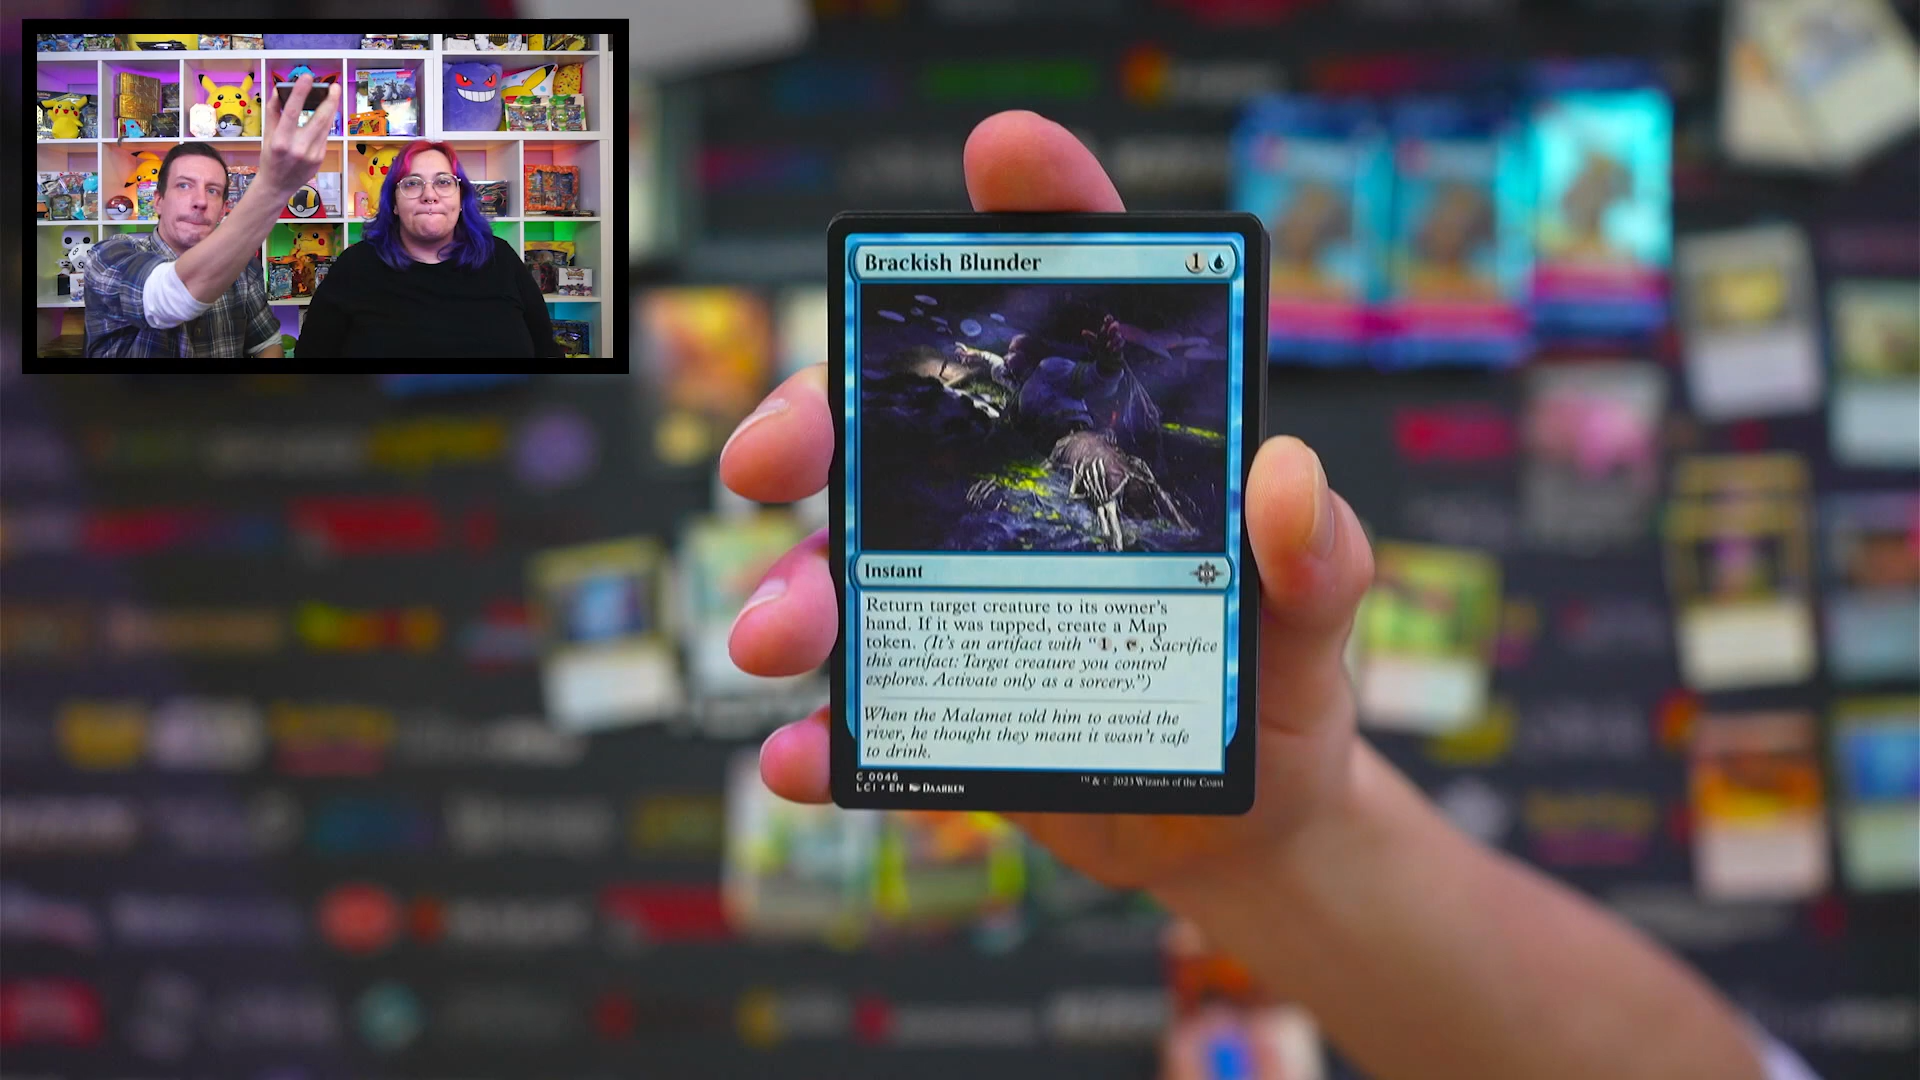 Brackish Blunder 1
Instant
Return target creature to its owner's
hand. If it was tapped, create a Map
token. (It's an artifact with "1, , Sacrifice
this artifact: Target creature you control
explores. Activate only as a sorcery.")
When the Malamet told him to avoid the
river, he thought they meant it wasn't safe
to drink.
C 0046
LCI • EN DAARKEN
™ & © 2023 Wizards of the Coast